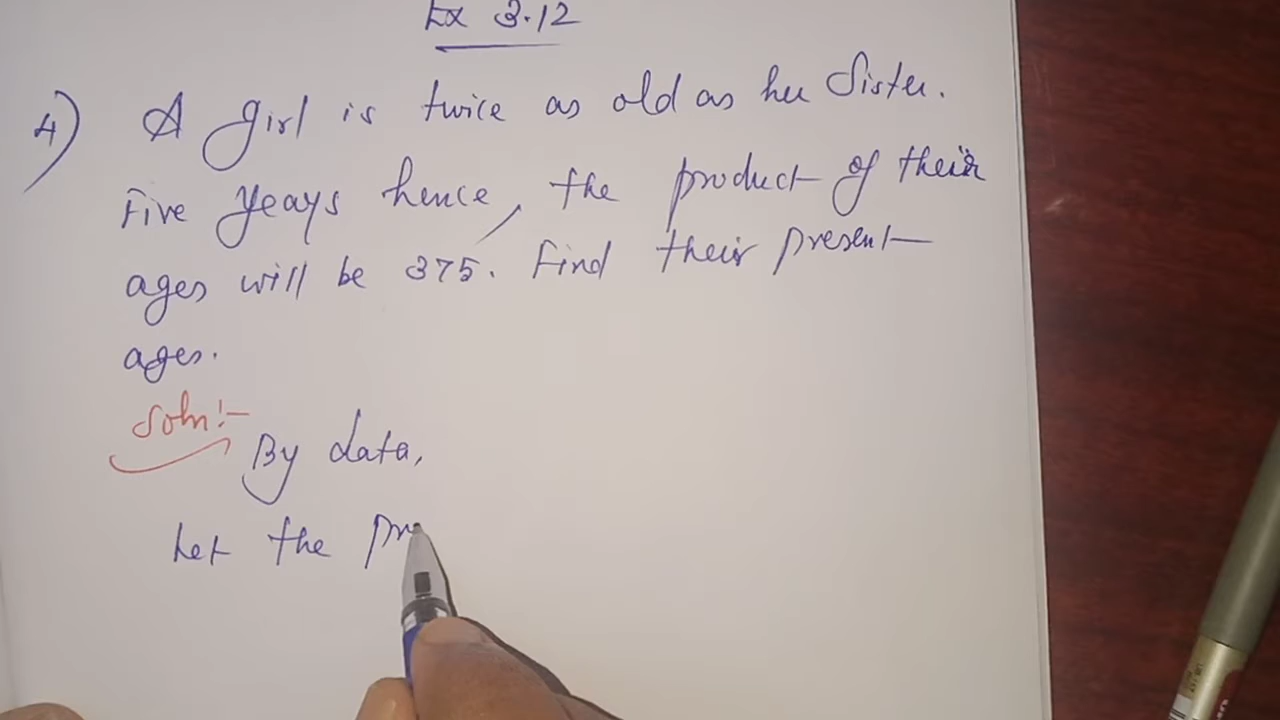 Ex 3.12
4) A girl is twice as old as her Sister.
Five years hence, the product of their
ages will be 375. Find their present
ages.
Soln:-
By data,
Let the pr